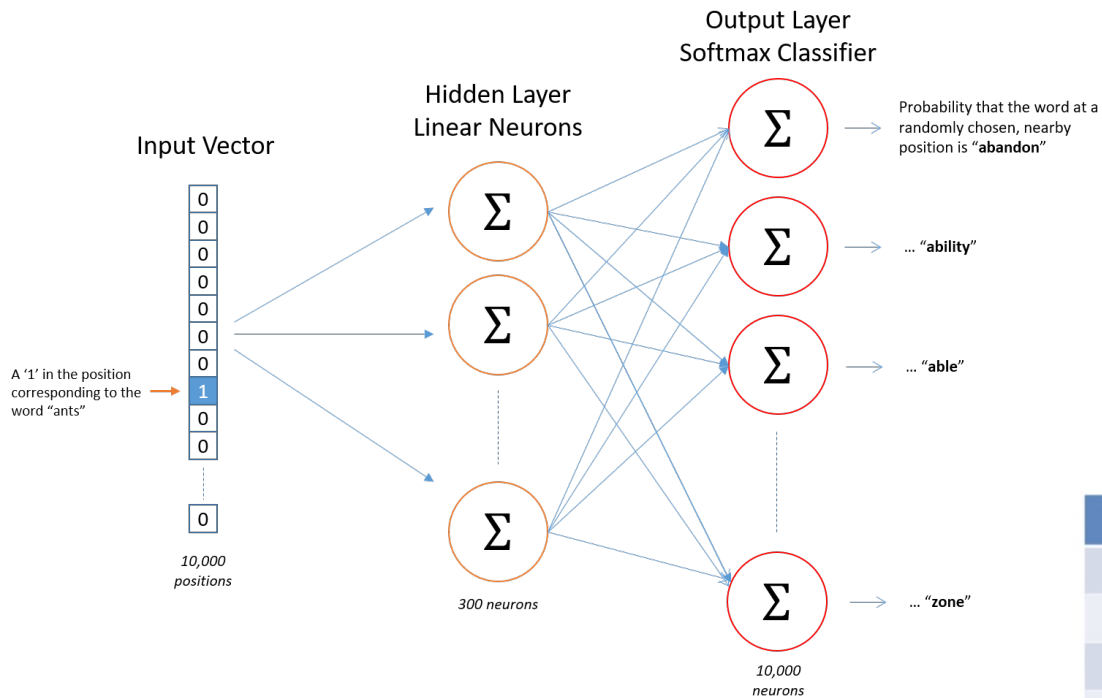 Output Layer
Softmax Classifier
Hidden Layer
Linear Neurons
Input Vector
0
0
0
0
0
0
0
1
0
0
0
A ‘1’ in the position
corresponding to the
word “ants”
10,000
positions
Σ
Σ
Σ
300 neurons
Σ
Σ
Σ
Σ
10,000
neurons
Probability that the word at a
randomly chosen, nearby
position is “abandon”
... “ability”
... “able”
... “zone”